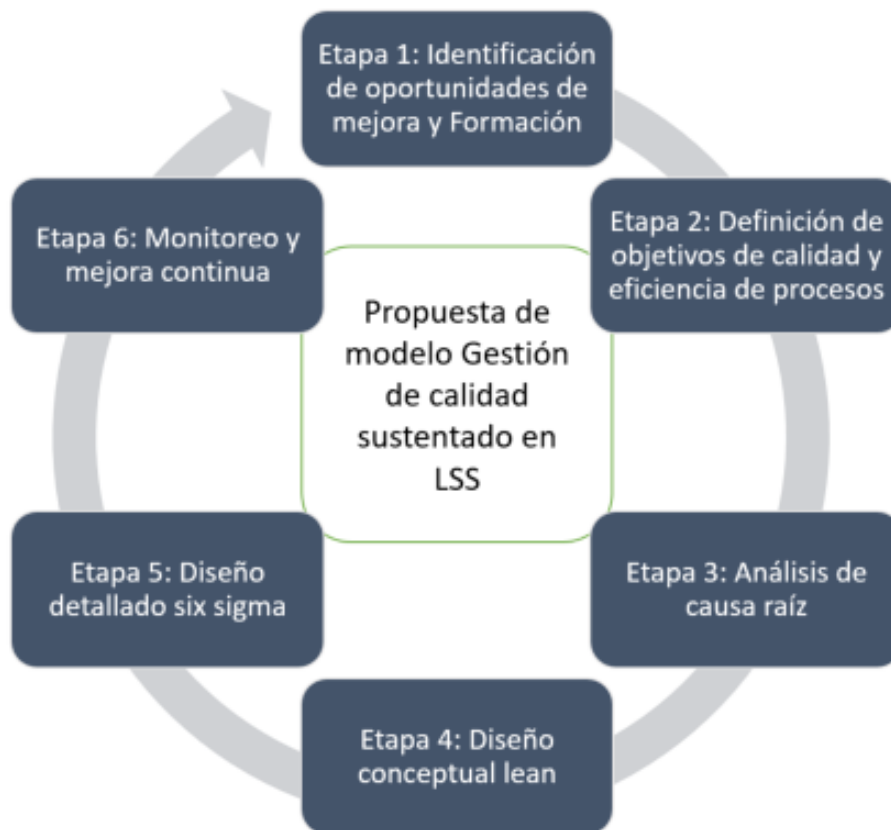 Etapa 1: Identificación
de oportunidades de
mejora y Formación
Etapa 2: Definición de
objetivos de calidad y
eficiencia de procesos
Etapa 3: Análisis de
causa raíz
Etapa 4: Diseño
conceptual lean
Etapa 5: Diseño
detallado six sigma
Etapa 6: Monitoreo y
mejora continua
Propuesta de
modelo Gestión
de calidad
sustentado en
LSS